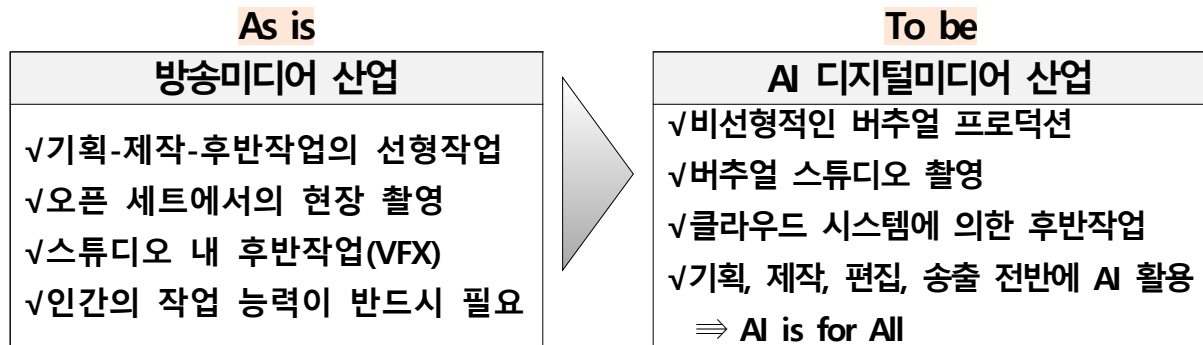 As is
방송미디어 산업
√기획-제작-후반작업의 선형작업
√오픈 세트에서의 현장 촬영
√스튜디오 내 후반작업(VFX)
√인간의 작업 능력이 반드시 필요
To be
AI 디지털미디어 산업
√비선형적인 버추얼 프로덕션
√버추얼 스튜디오 촬영
√클라우드 시스템에 의한 후반작업
√기획, 제작, 편집, 송출 전반에 AI 활용
⇒ AI is for All